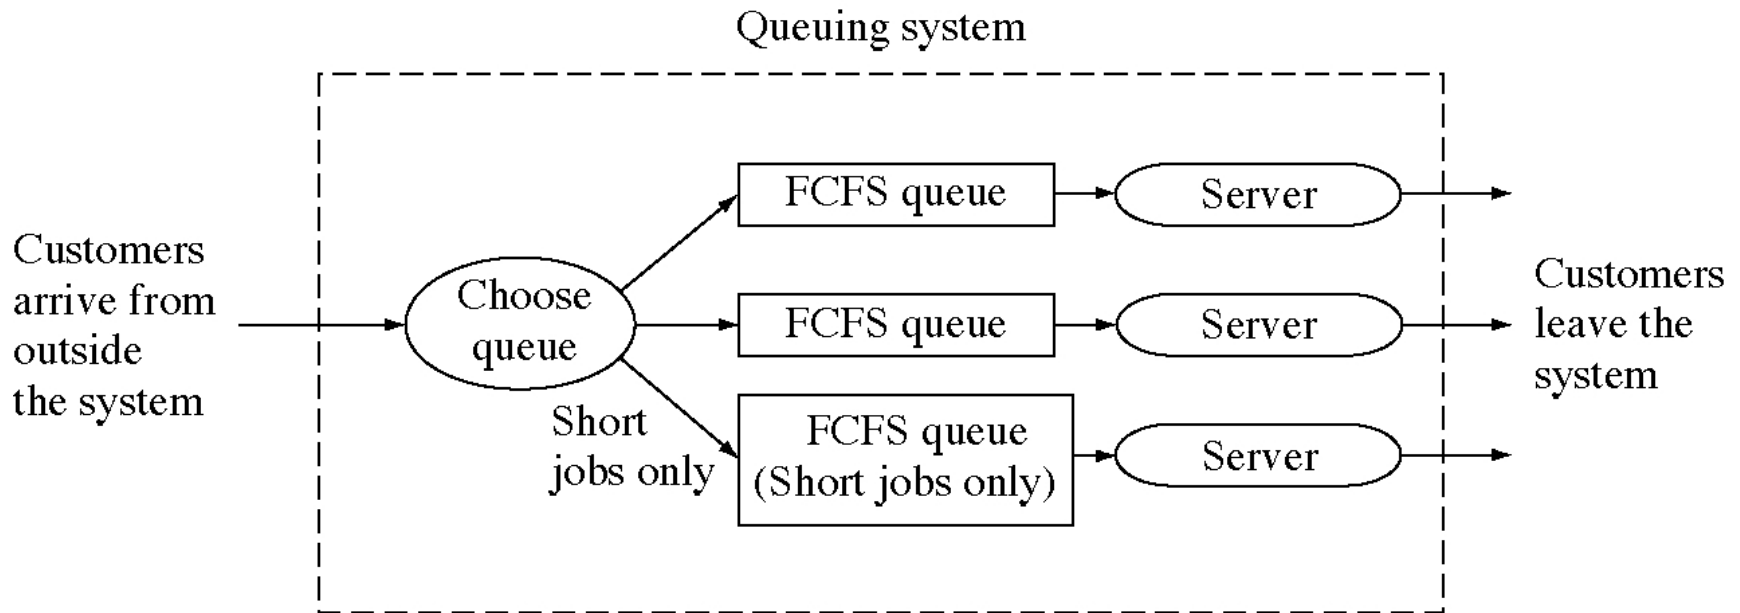 Queuing system
Customers
arrive from
outside
the system
Choose
queue
Short
jobs only
FCFS queue
Server
FCFS queue
Server
FCFS queue
(Short jobs only)
Server
Customers
leave the
system